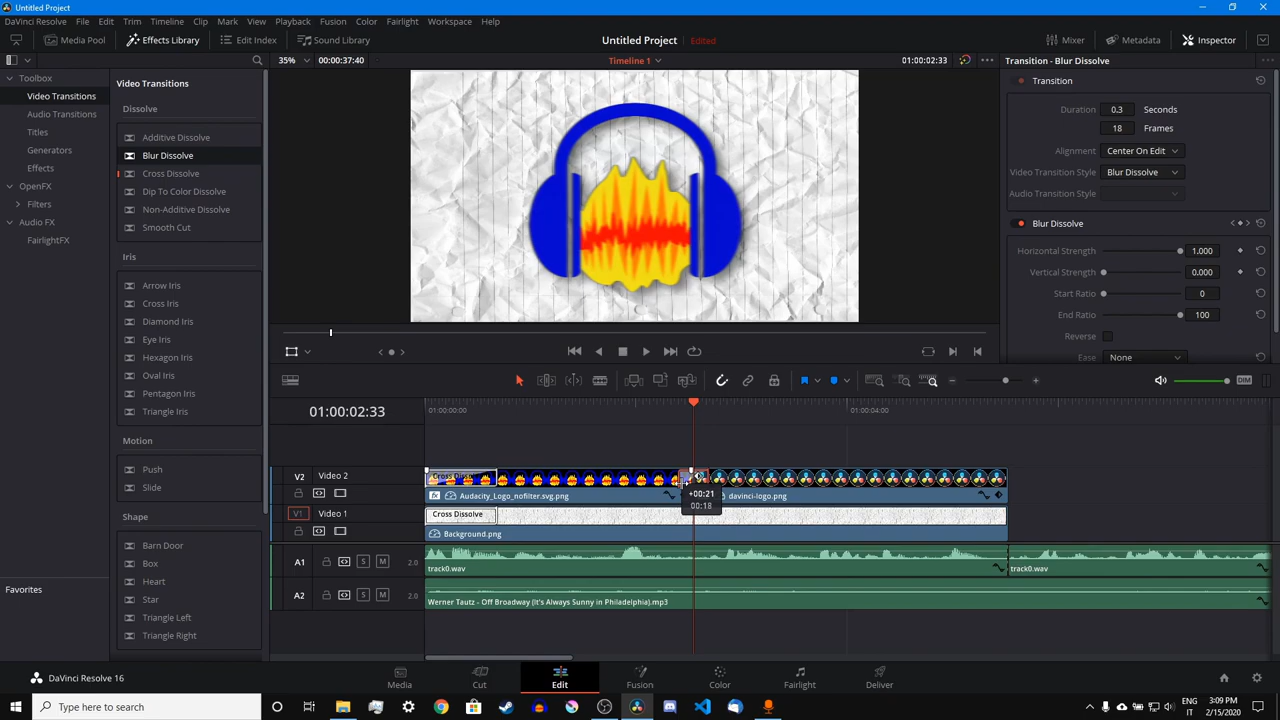 Untitled Project
DaVinci Resolve File Edit Trim Timeline Clip Mark View Playback Fusion Color Fairlight Workspace Help
Media Pool Effects Library Edit Index Sound Library Untitled Project Edited Mixer Metadata Inspector
35% 00:00:37:40 Timeline 1 01:00:02:33 Transition - Blur Dissolve
Toolbox
Video Transitions
Audio Transitions
Titles
Generators
Effects
OpenFX
Filters
Audio FX
FairlightFX
Favorites
Video Transitions
Dissolve
Additive Dissolve
Blur Dissolve
Cross Dissolve
Dip To Color Dissolve
Non-Additive Dissolve
Smooth Cut
Iris
Arrow Iris
Cross Iris
Diamond Iris
Eye Iris
Hexagon Iris
Oval Iris
Pentagon Iris
Triangle Iris
Motion
Push
Slide
Shape
Barn Door
Box
Heart
Star
Triangle Left
Triangle Right
Transition
Duration 0.3 Seconds
18 Frames
Alignment Center On Edit
Video Transition Style Blur Dissolve
Audio Transition Style
Blur Dissolve
Horizontal Strength 1.000
Vertical Strength 0.000
Start Ratio 0
End Ratio 100
Reverse
Ease None
DIM
01:00:02:33 01:00:00:00 01:00:04:00
V2 Video 2 Cross Dissolve
Audacity_Logo_nofilter.svg.png davinci-logo.png
+00:21
00:18
V1 Video 1 Cross Dissolve
Background.png
A1 S M 2.0
track0.wav track0.wav
A2 S M 2.0
Werner Tautz - Off Broadway (It's Always Sunny in Philadelphia).mp3
DaVinci Resolve 16 Media Cut Edit Fusion Color Fairlight Deliver
Type here to search
ENG 3:09 PM
IT 2/15/2020